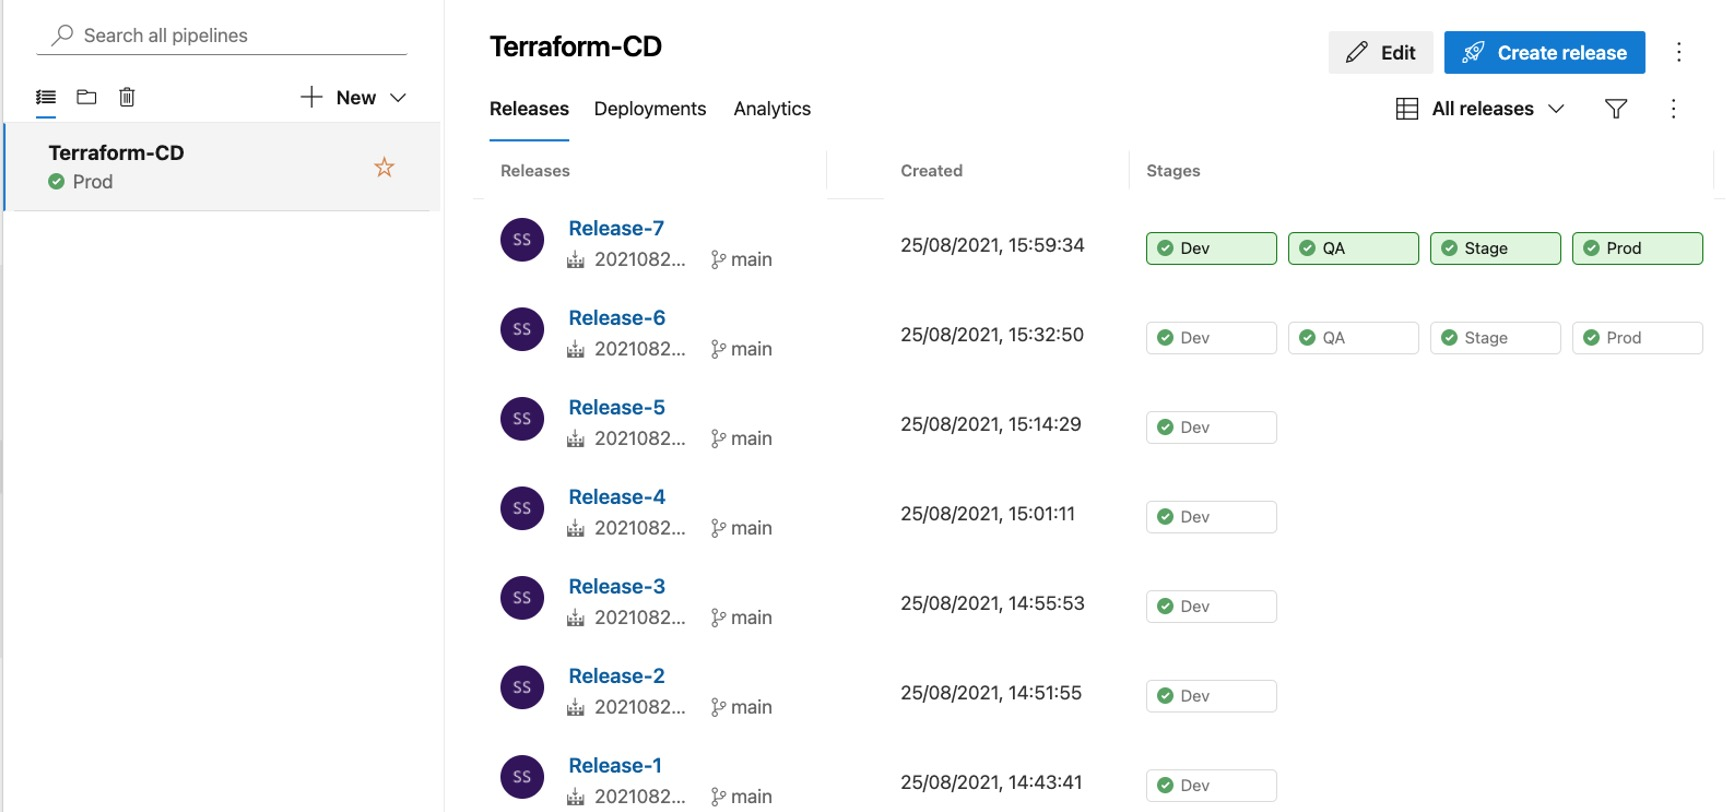 Search all pipelines
New
Terraform-CD
Prod
Terraform-CD
Edit
Create release
Releases Deployments Analytics
All releases
Releases Created Stages
SS Release-7
2021082... main
25/08/2021, 15:59:34
Dev QA Stage Prod
SS Release-6
2021082... main
25/08/2021, 15:32:50
Dev QA Stage Prod
SS Release-5
2021082... main
25/08/2021, 15:14:29
Dev
SS Release-4
2021082... main
25/08/2021, 15:01:11
Dev
SS Release-3
2021082... main
25/08/2021, 14:55:53
Dev
SS Release-2
2021082... main
25/08/2021, 14:51:55
Dev
SS Release-1
2021082... main
25/08/2021, 14:43:41
Dev